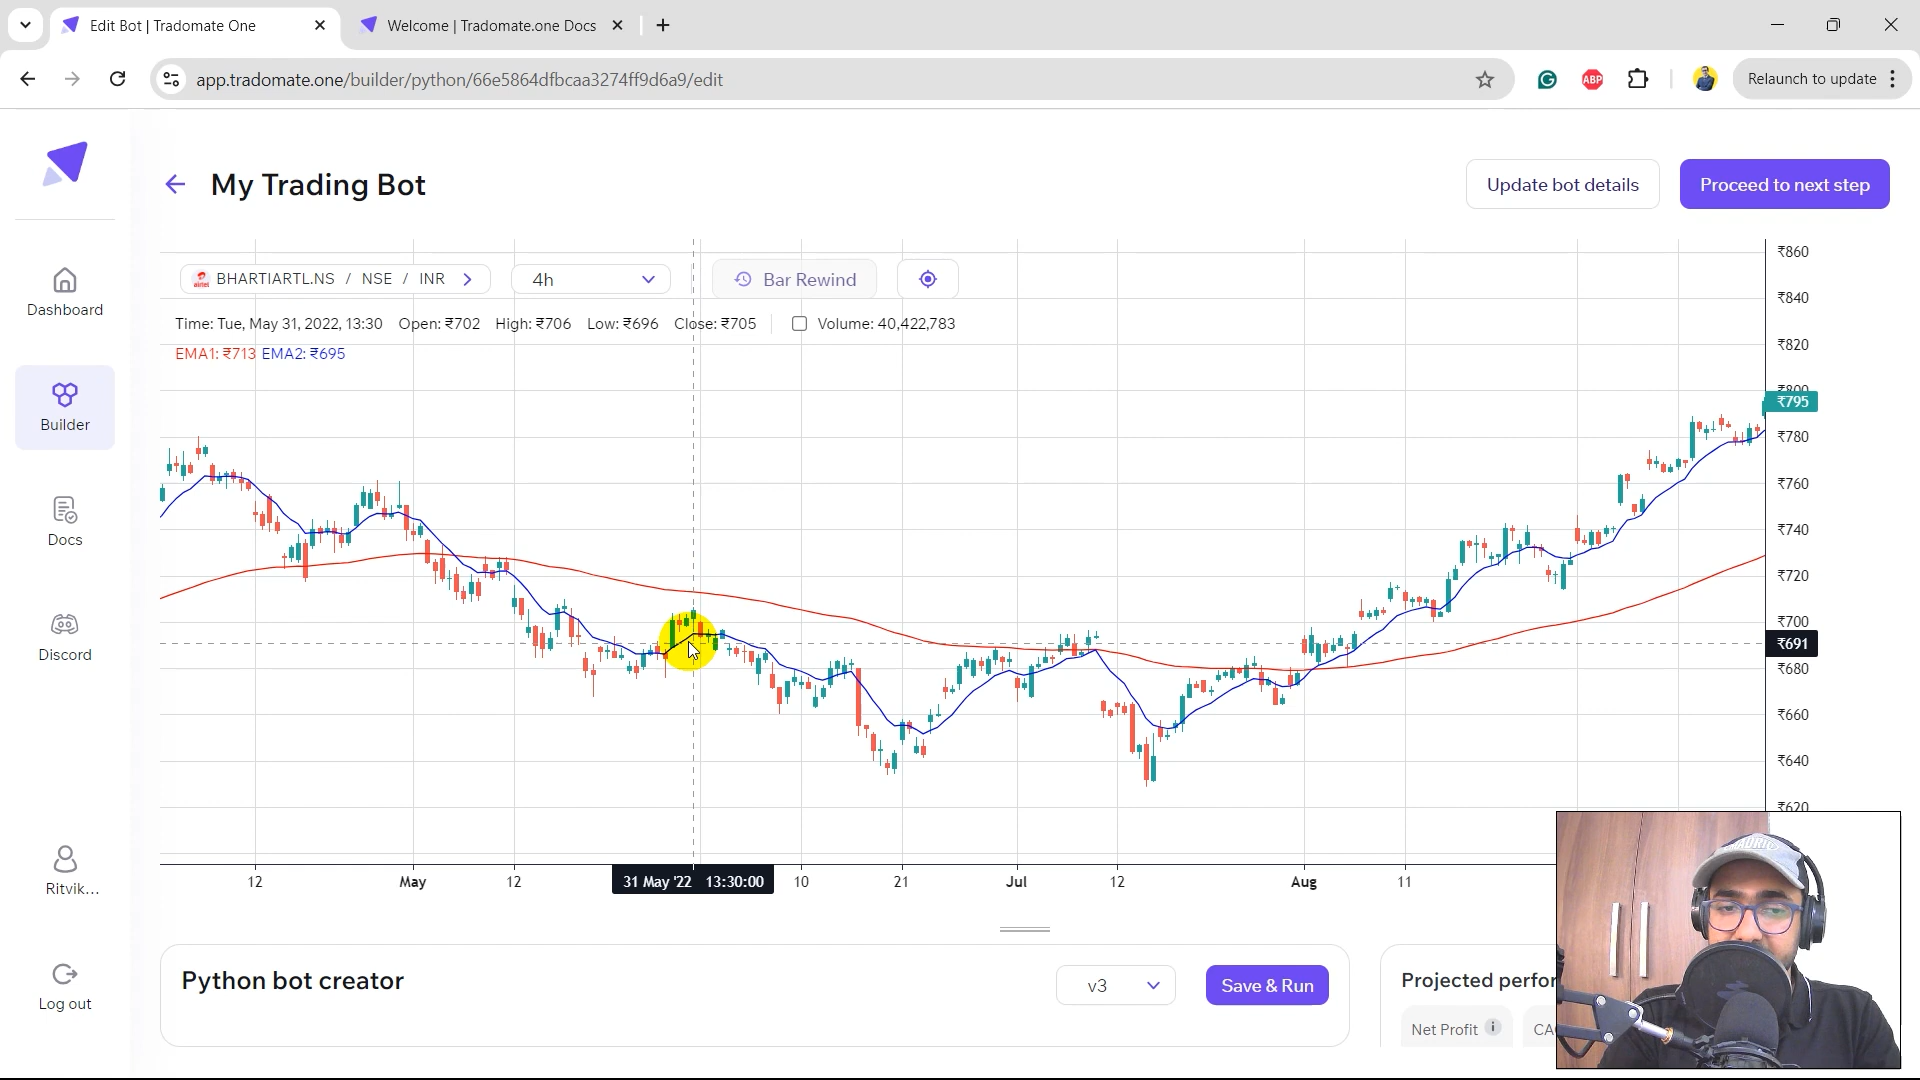 Edit Bot | Tradomate One
Welcome | Tradomate.one Docs
app.tradomate.one/builder/python/66e5864dfbcaa3274ff9d6a9/edit
ABP
Relaunch to update
My Trading Bot
Update bot details
Proceed to next step
Dashboard
Builder
Docs
Discord
Ritvik...
Log out
airtel BHARTIARTL.NS / NSE / INR
4h
Bar Rewind
Time: Tue, May 31, 2022, 13:30 Open: ₹702 High: ₹706 Low: ₹696 Close: ₹705 Volume: 40,422,783
EMA1: ₹713 EMA2: ₹695
₹860
₹840
₹820
₹800
₹795
₹780
₹760
₹740
₹720
₹700
₹691
₹680
₹660
₹640
₹620
12 May 12 31 May '22 13:30:00 10 21 Jul 12 Aug 11
Python bot creator
v3
Save & Run
Projected perfor
Net Profit
CA